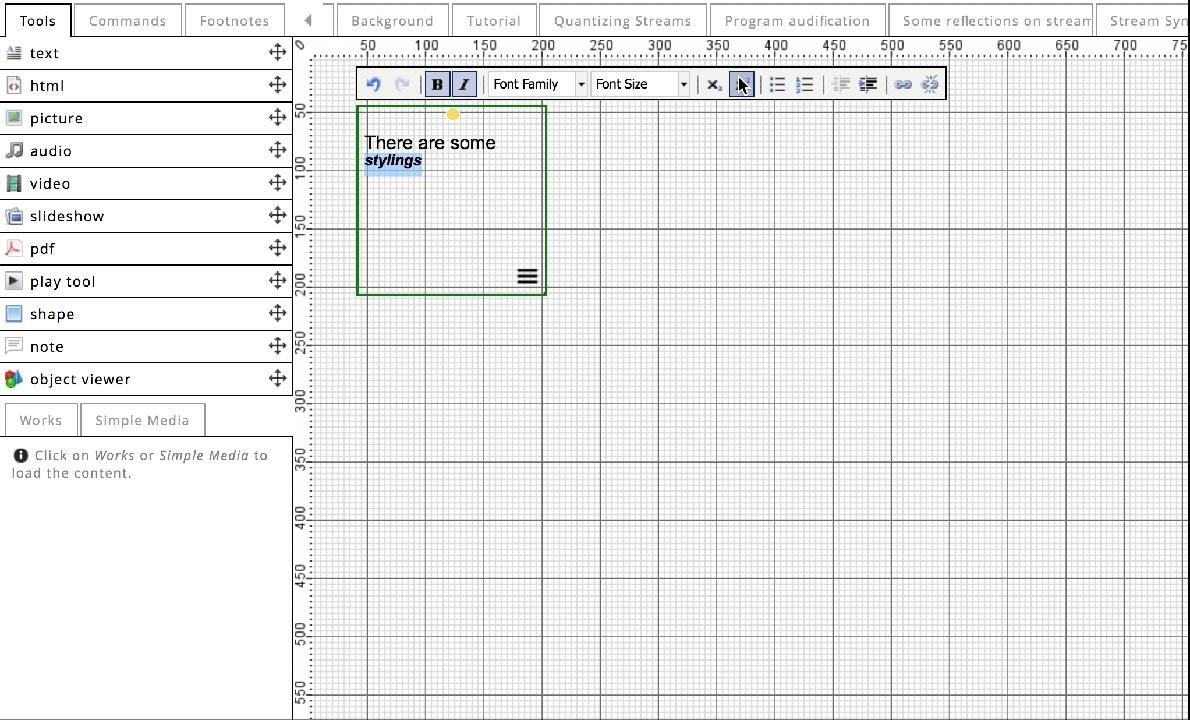 Tools Commands Footnotes Background Tutorial Quantizing Streams Program audification Some reflections on stream Stream Syn
0 50 100 150 200 250 300 350 400 450 500 550 600 650 700 75
text
html
picture
audio
video
slideshow
pdf
play tool
shape
note
object viewer
Works Simple Media
Click on Works or Simple Media to
load the content.
B I Font Family Font Size x₂
There are some
stylings
50
100
150
200
250
300
350
400
450
500
550